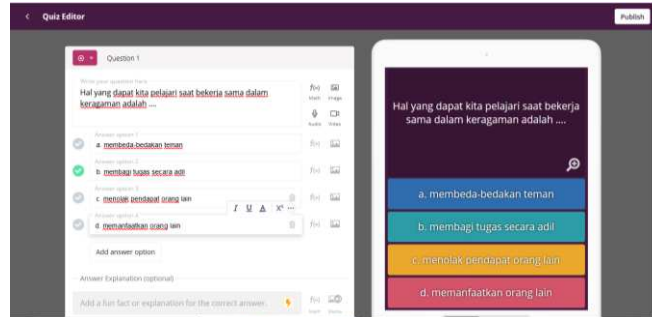 Quiz Editor
Publish
Question 1
Write your question here
Hal yang dapat kita pelajari saat bekerja sama dalam
keragaman adalah ....
f(x)
Math
Image
Audio
Video
Answer option 1
a. membeda-bedakan teman
f(x)
Answer option 2
b. membagi tugas secara adil
f(x)
Answer option 3
c. menolak pendapat orang lain
f(x)
I U A X² ...
Answer option 4
d. memanfaatkan orang lain
f(x)
Add answer option
Answer Explanation (optional)
Add a fun fact or explanation for the correct answer.
f(x)
Hal yang dapat kita pelajari saat bekerja
sama dalam keragaman adalah ....
a. membeda-bedakan teman
b. membagi tugas secara adil
c. menolak pendapat orang lain
d. memanfaatkan orang lain